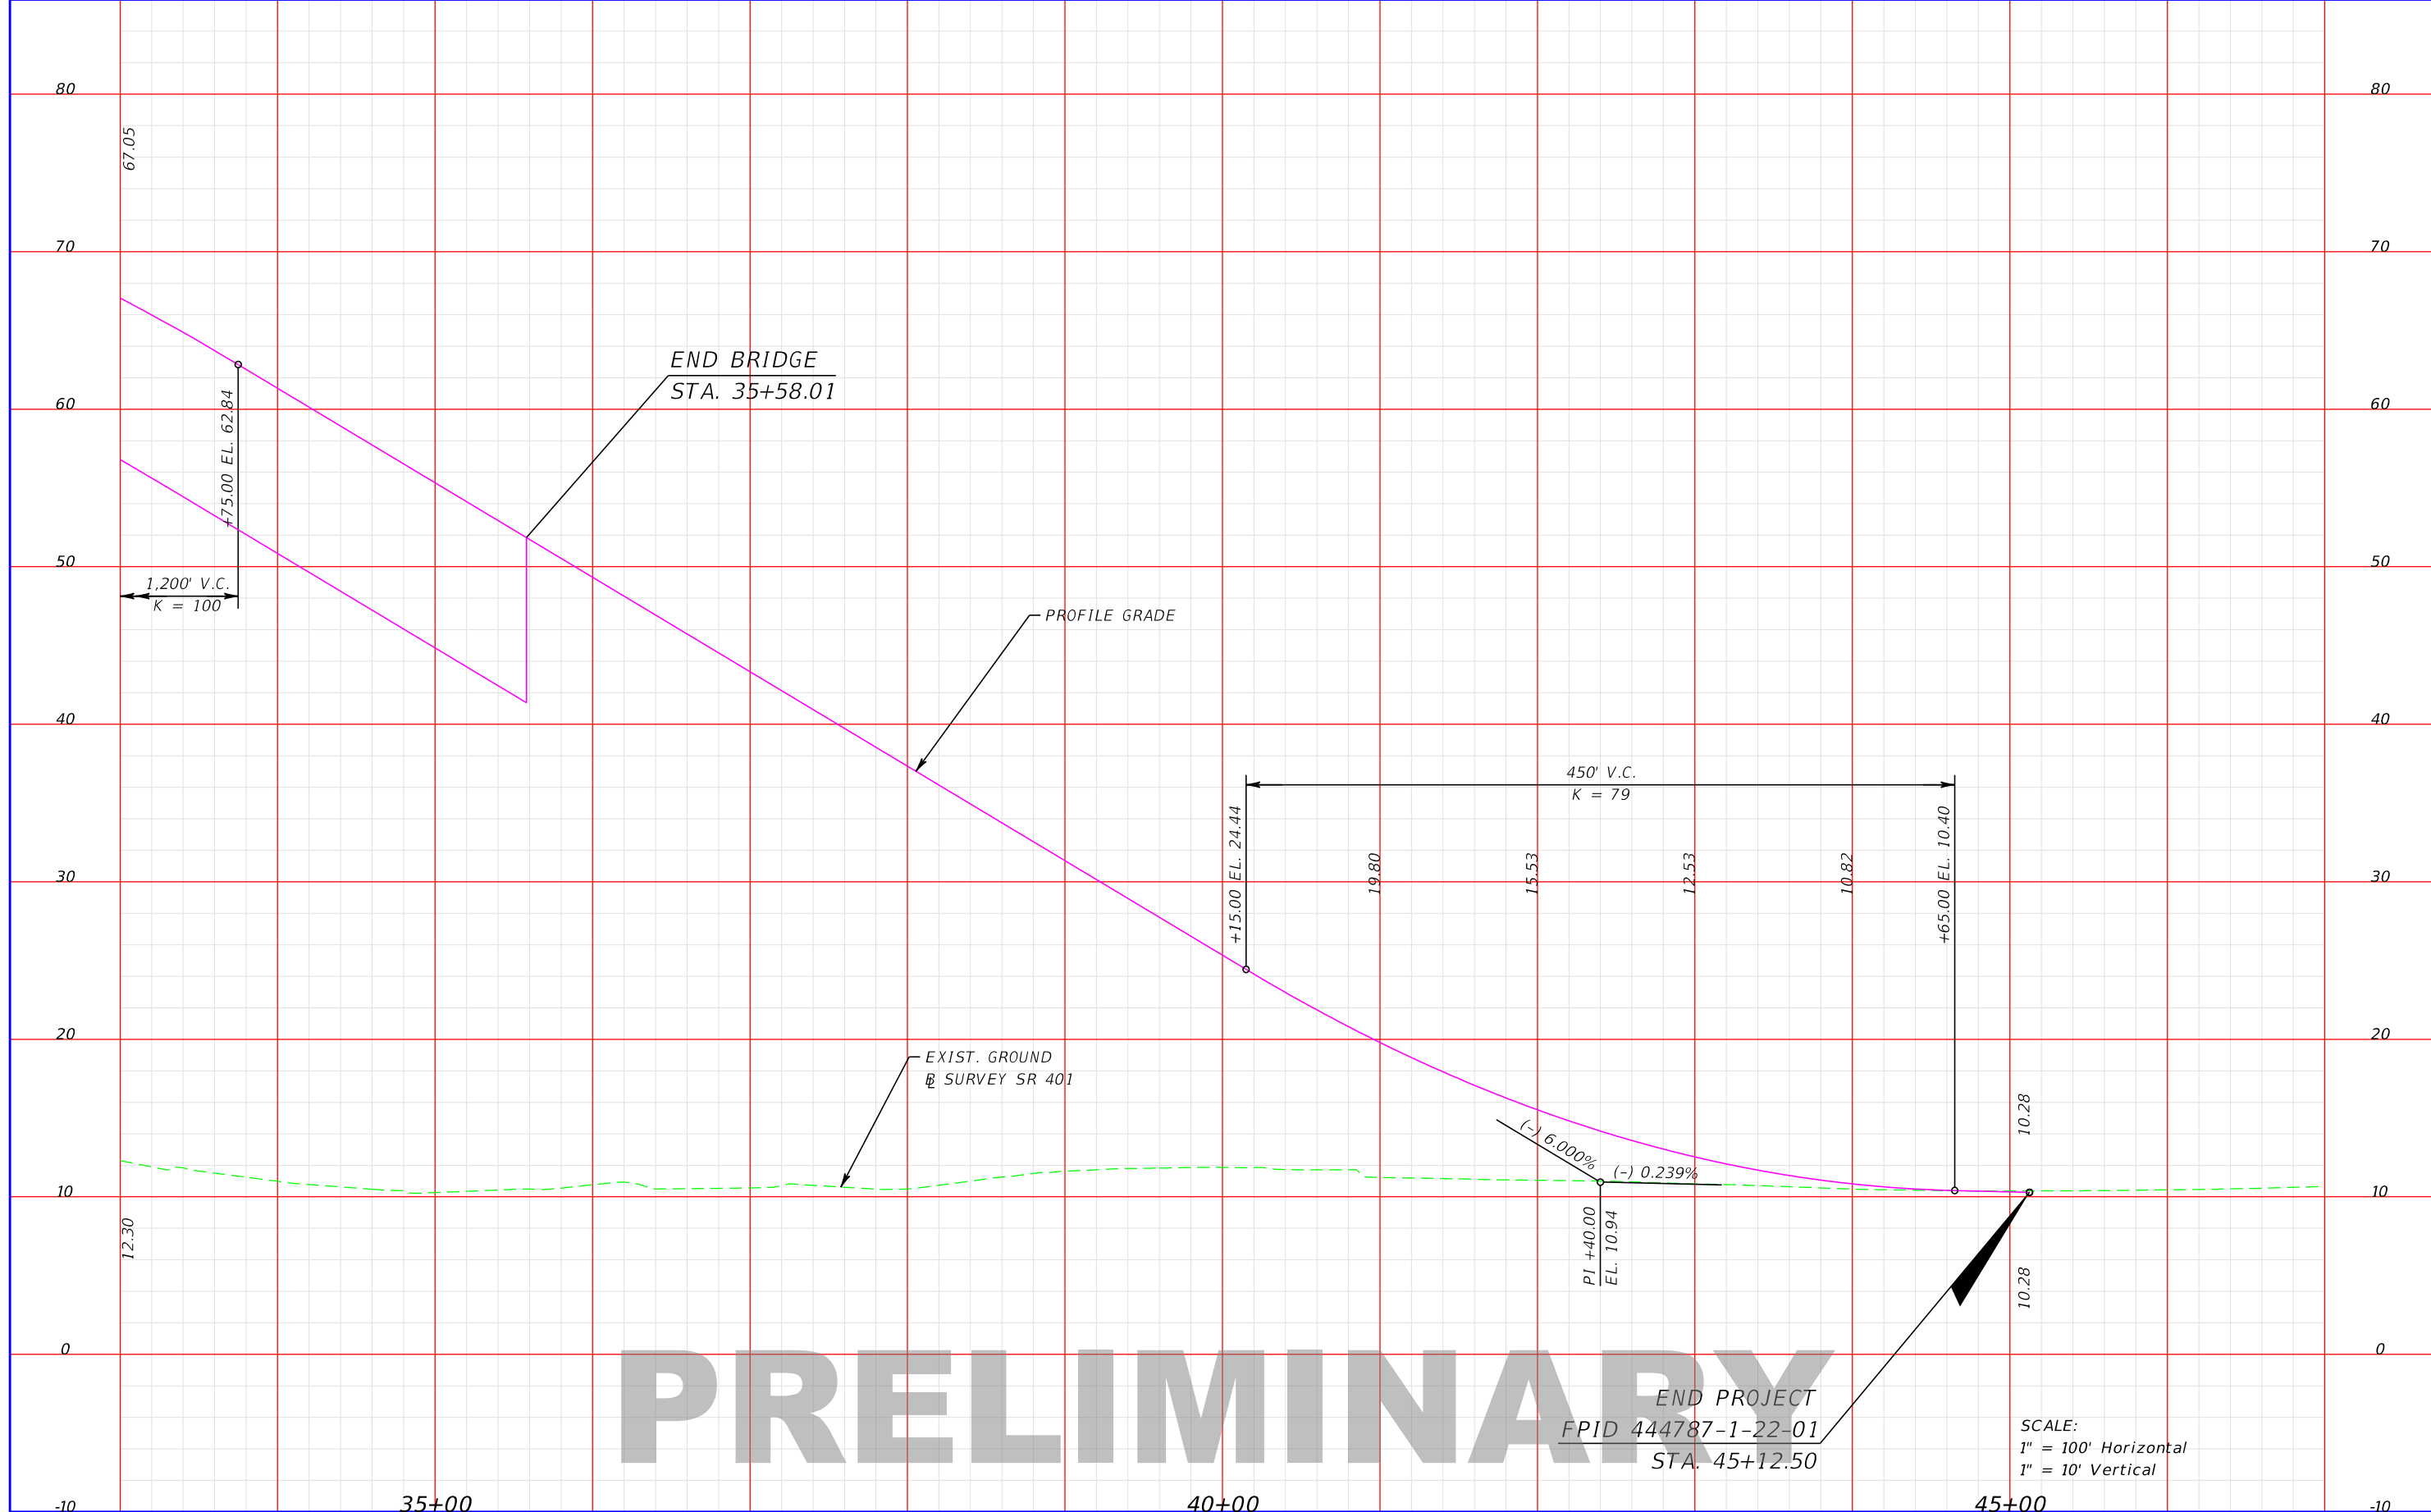 80
80
67.05
70
70
END BRIDGE
STA. 35+58.01
60
60
+75.00 EL. 62.84
50
50
1,200' V.C.
K = 100
PROFILE GRADE
40
40
450' V.C.
K = 79
+15.00 EL. 24.44
19.80
15.53
12.53
10.82
+65.00 EL. 10.40
30
30
20
20
EXIST. GROUND
℄ SURVEY SR 401
(-) 6.000%
(-) 0.239%
10.28
10
10
12.30
PI +40.00
EL. 10.94
10.28
0
0
PRELIMINARY
END PROJECT
FPID 444787-1-22-01
STA. 45+12.50
SCALE:
1" = 100' Horizontal
1" = 10' Vertical
-10
35+00
40+00
45+00
-10